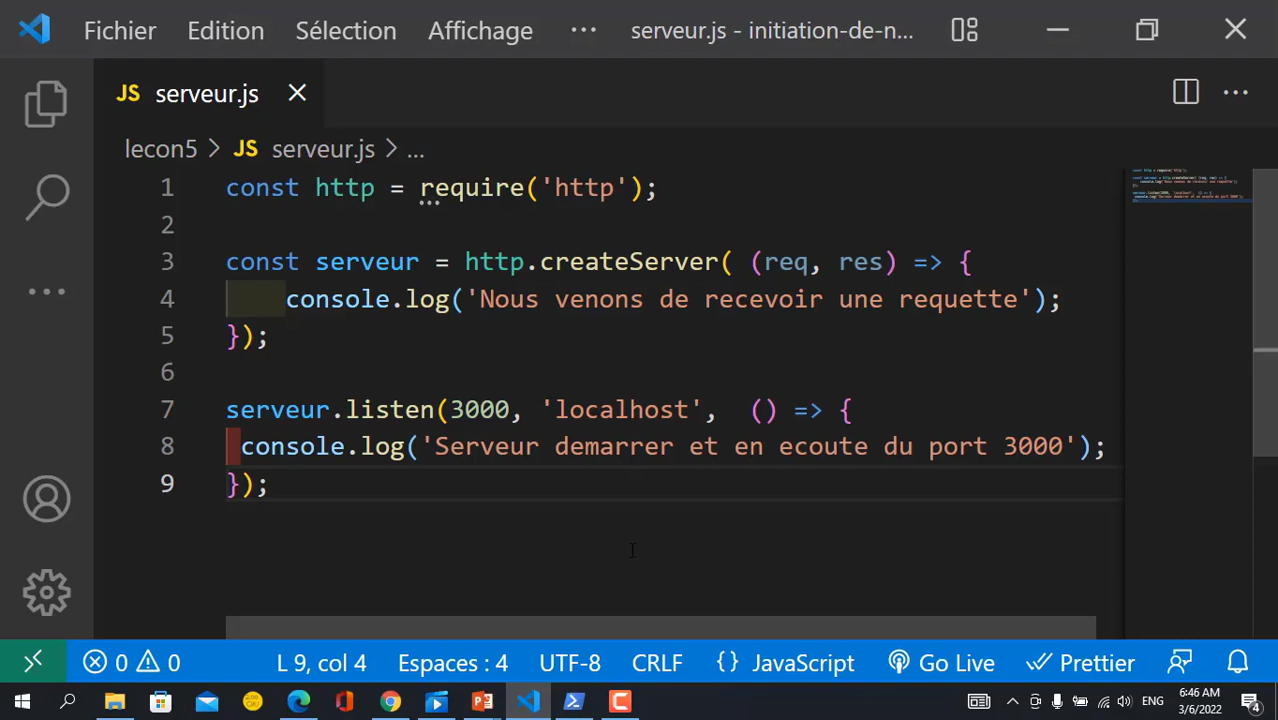 Fichier Edition Sélection Affichage ··· serveur.js - initiation-de-n...
JS serveur.js
lecon5 > JS serveur.js > ...
1 const http = require('http');
2
3 const serveur = http.createServer( (req, res) => {
4 console.log('Nous venons de recevoir une requette');
5 });
6
7 serveur.listen(3000, 'localhost',  () => {
8 console.log('Serveur demarrer et en ecoute du port 3000');
9 });
0 0 L 9, col 4 Espaces : 4 UTF-8 CRLF {} JavaScript Go Live Prettier
ENG 6:46 AM
3/6/2022 4